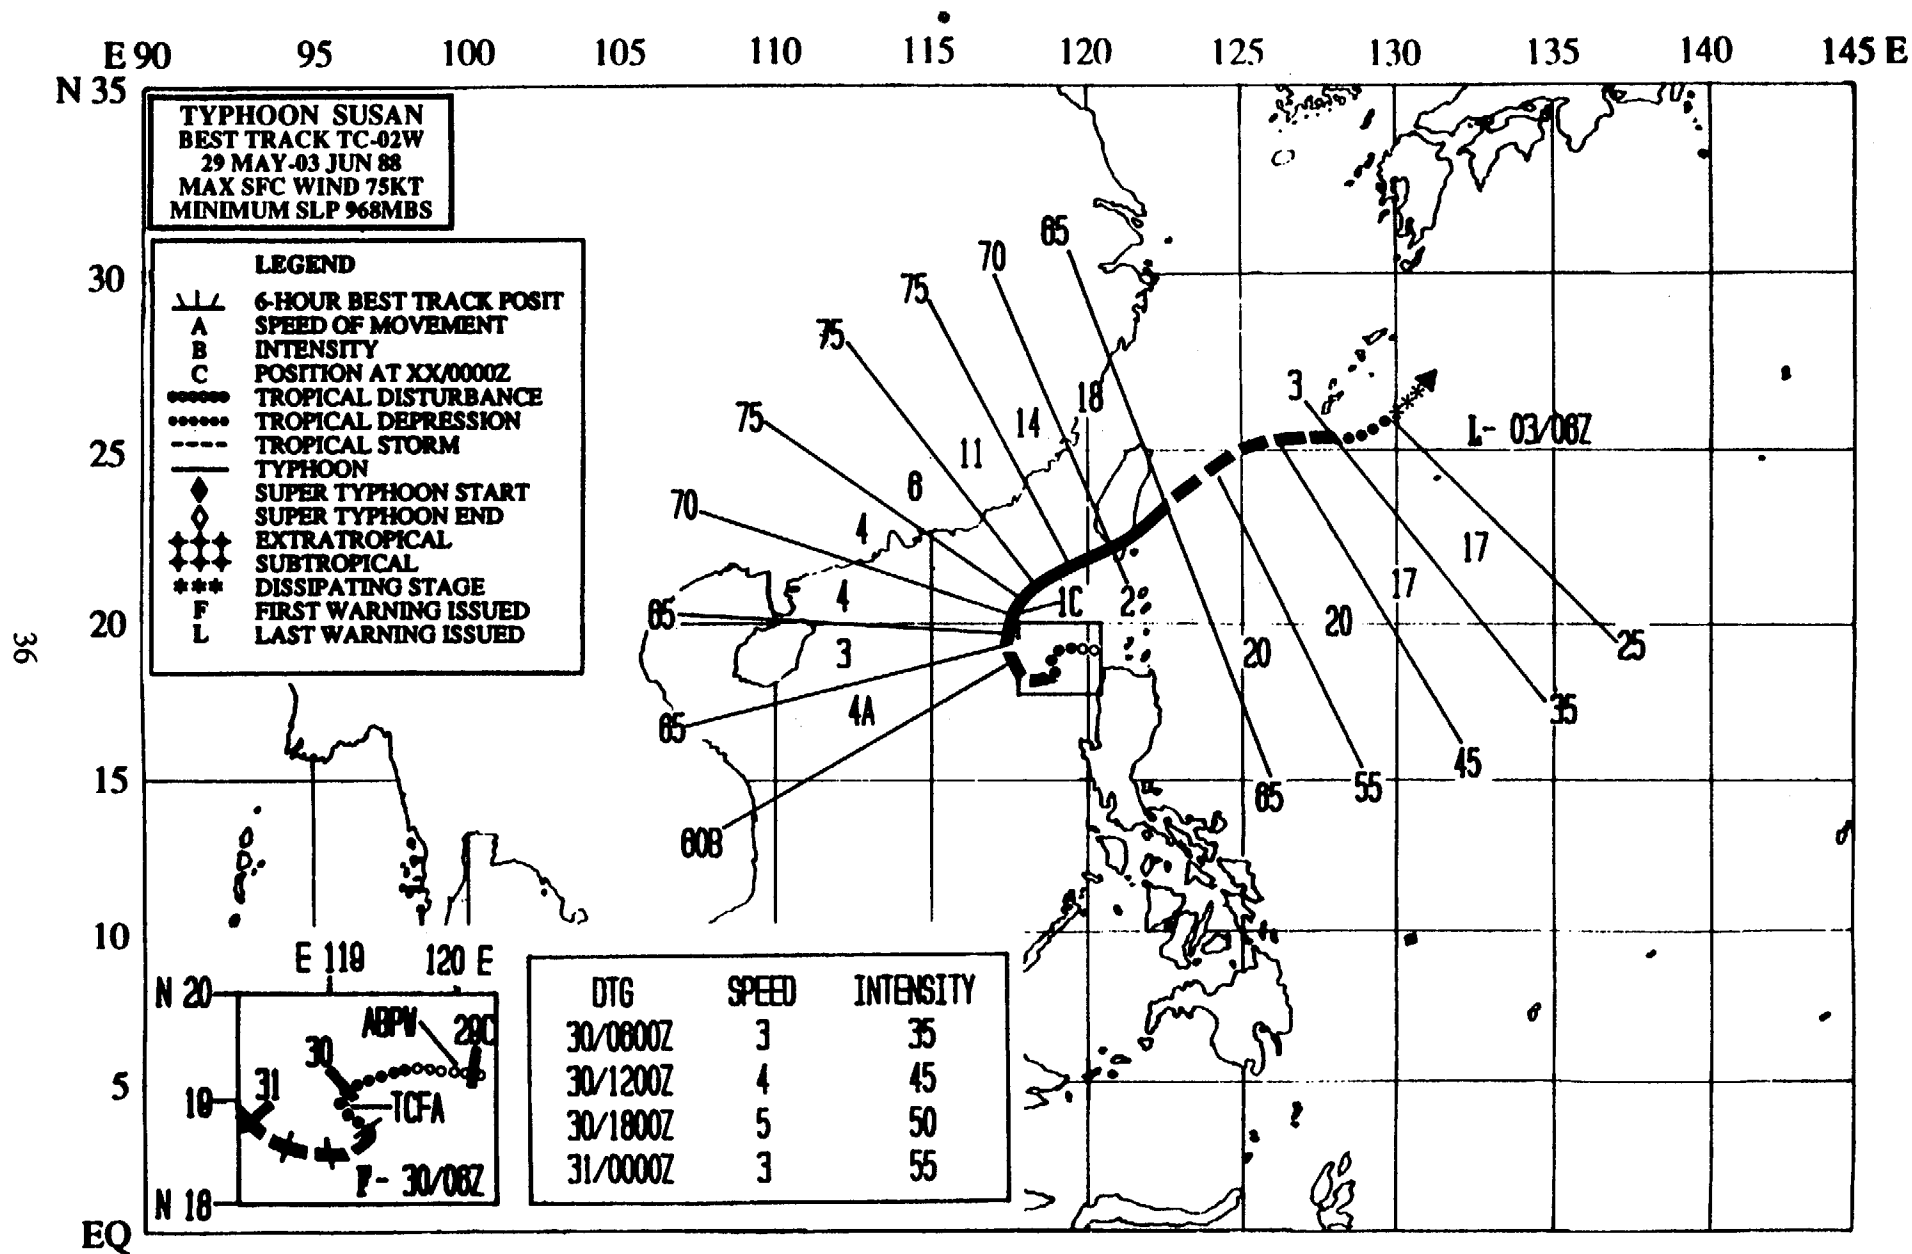 E 90 95 100 105 110 115 120 125 130 135 140 145 E
N 35
TYPHOON SUSAN
BEST TRACK TC-02W
29 MAY-03 JUN 88
MAX SFC WIND 75KT
MINIMUM SLP 968MBS
LEGEND
6-HOUR BEST TRACK POSIT
A SPEED OF MOVEMENT
B INTENSITY
C POSITION AT XX/0000Z
TROPICAL DISTURBANCE
TROPICAL DEPRESSION
TROPICAL STORM
TYPHOON
SUPER TYPHOON START
SUPER TYPHOON END
EXTRATROPICAL
SUBTROPICAL
*** DISSIPATING STAGE
F FIRST WARNING ISSUED
L LAST WARNING ISSUED
65
70
75
30
75
3
18
75
14
L- 03/06Z
11
25
6
70
4
17
17
4
1C
2
65
20
20
3
20
25
36
4A
35
65
45
15
55
65
60B
10
E 119 120 E
N 20
ABPW
29C
30
31
5
19
TCFA
F- 30/06Z
N 18
EQ
DTG SPEED INTENSITY
30/0600Z 3 35
30/1200Z 4 45
30/1800Z 5 50
31/0000Z 3 55